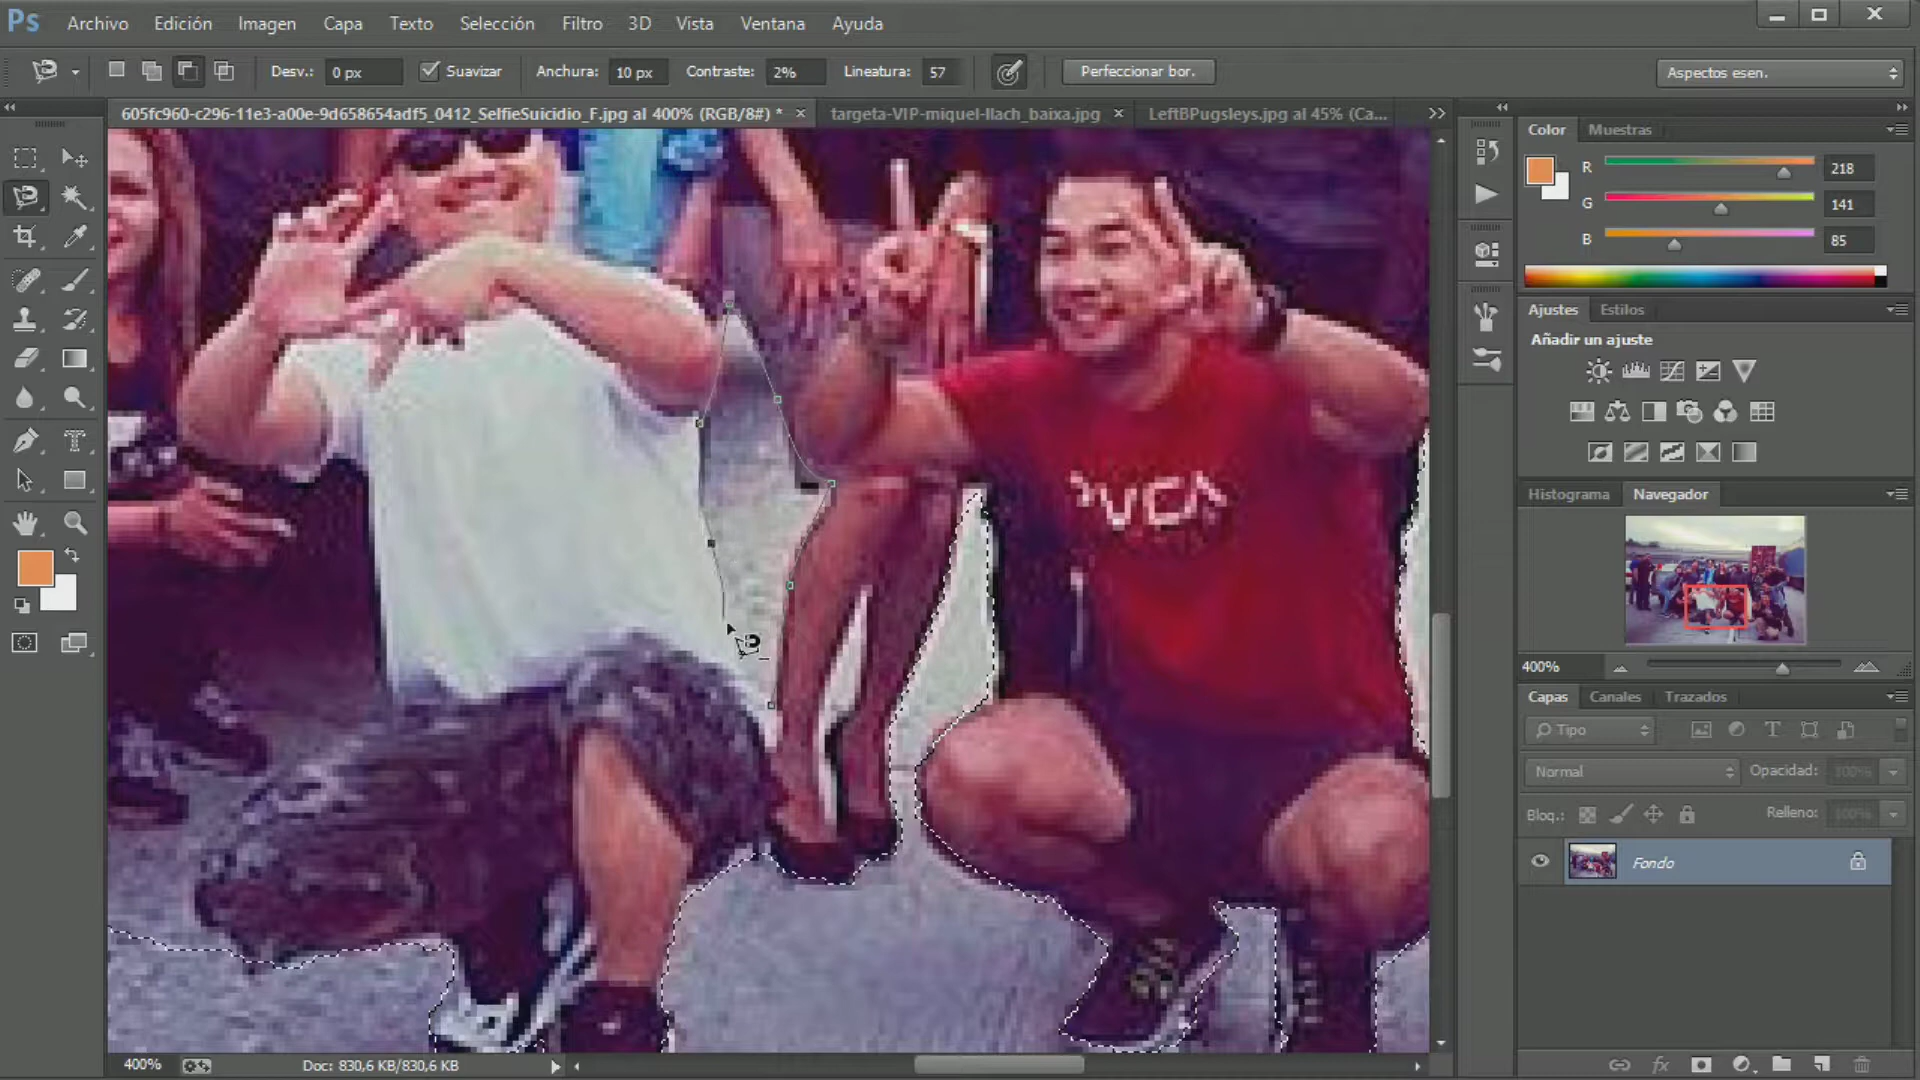 Ps Archivo Edición Imagen Capa Texto Selección Filtro 3D Vista Ventana Ayuda
Desv.: 0 px Suavizar Anchura: 10 px Contraste: 2% Lineatura: 57 Perfeccionar bor. Aspectos esen.
605fc960-c296-11e3-a00e-9d658654adf5_0412_SelfieSuicidio_F.jpg al 400% (RGB/8#) * × targeta-VIP-miquel-llach_baixa.jpg × LeftBPugsleys.jpg al 45% (Ca...
Color Muestras
R 218
G 141
B 85
Ajustes Estilos
Añadir un ajuste
Histograma Navegador
400%
Capas Canales Trazados
Tipo
Normal Opacidad: 100%
Bloq.: Relleno: 100%
Fondo
fx
400% Doc: 830,6 KB/830,6 KB